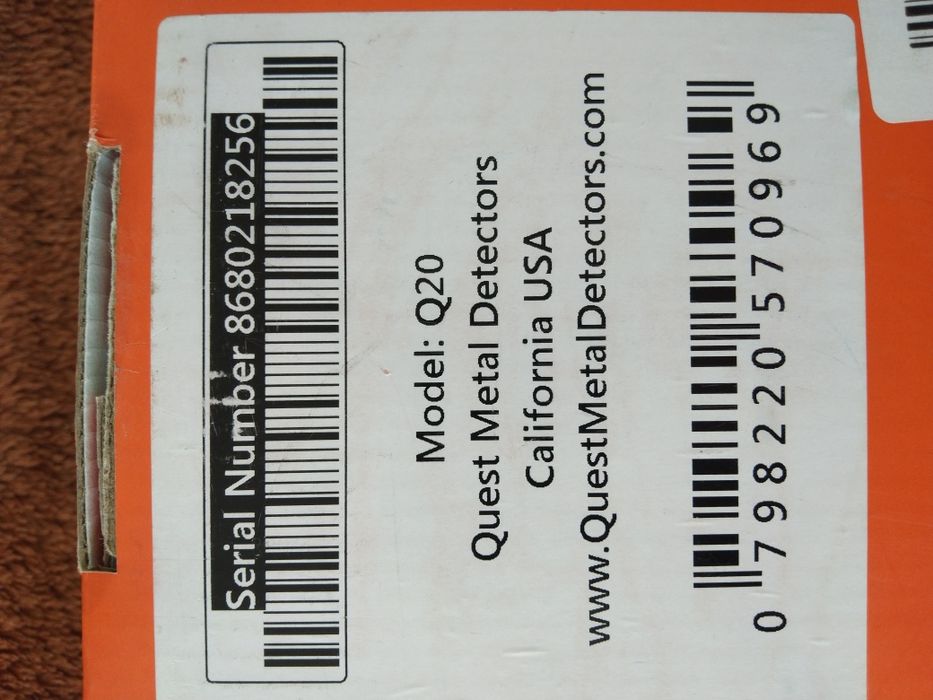 Serial Number 8680218256
Model: Q20
Quest Metal Detectors
California USA
www.QuestMetalDetectors.com
0 798220 570969